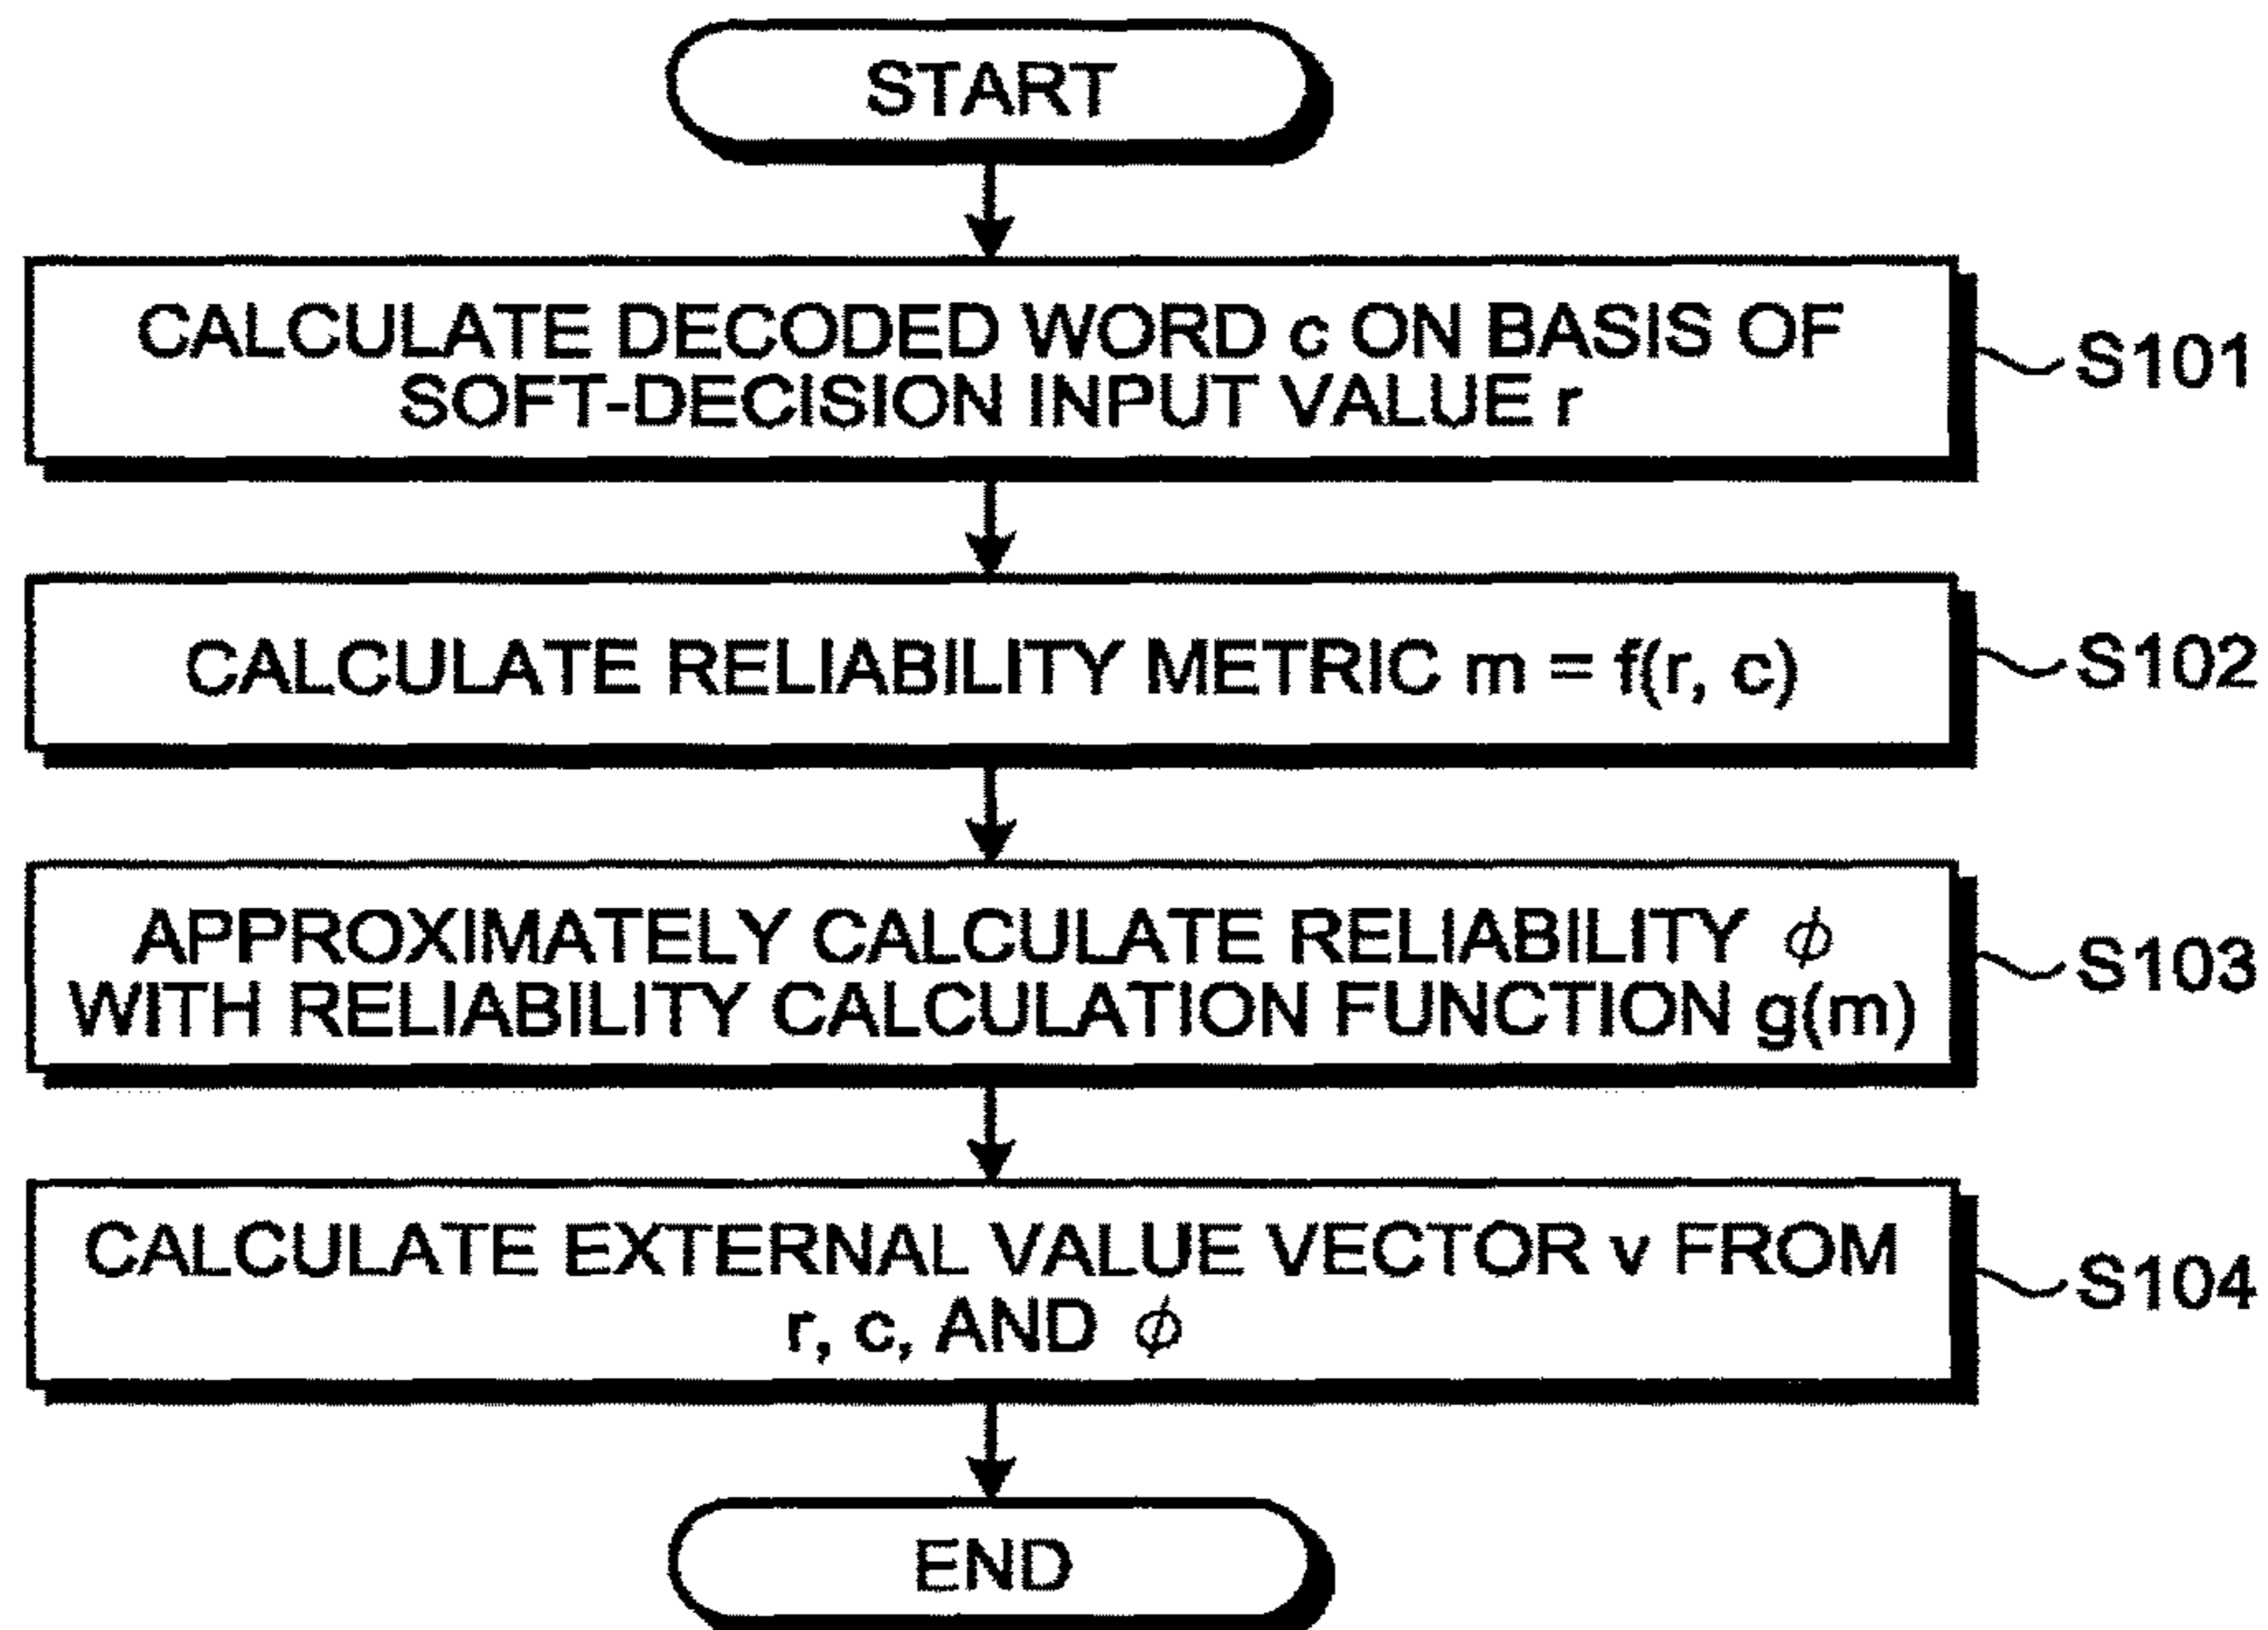 START
CALCULATE DECODED WORD c ON BASIS OF
SOFT-DECISION INPUT VALUE r
S101
CALCULATE RELIABILITY METRIC m = f(r, c)
S102
APPROXIMATELY CALCULATE RELIABILITY ϕ
WITH RELIABILITY CALCULATION FUNCTION g(m)
S103
CALCULATE EXTERNAL VALUE VECTOR v FROM
r, c, AND ϕ
S104
END